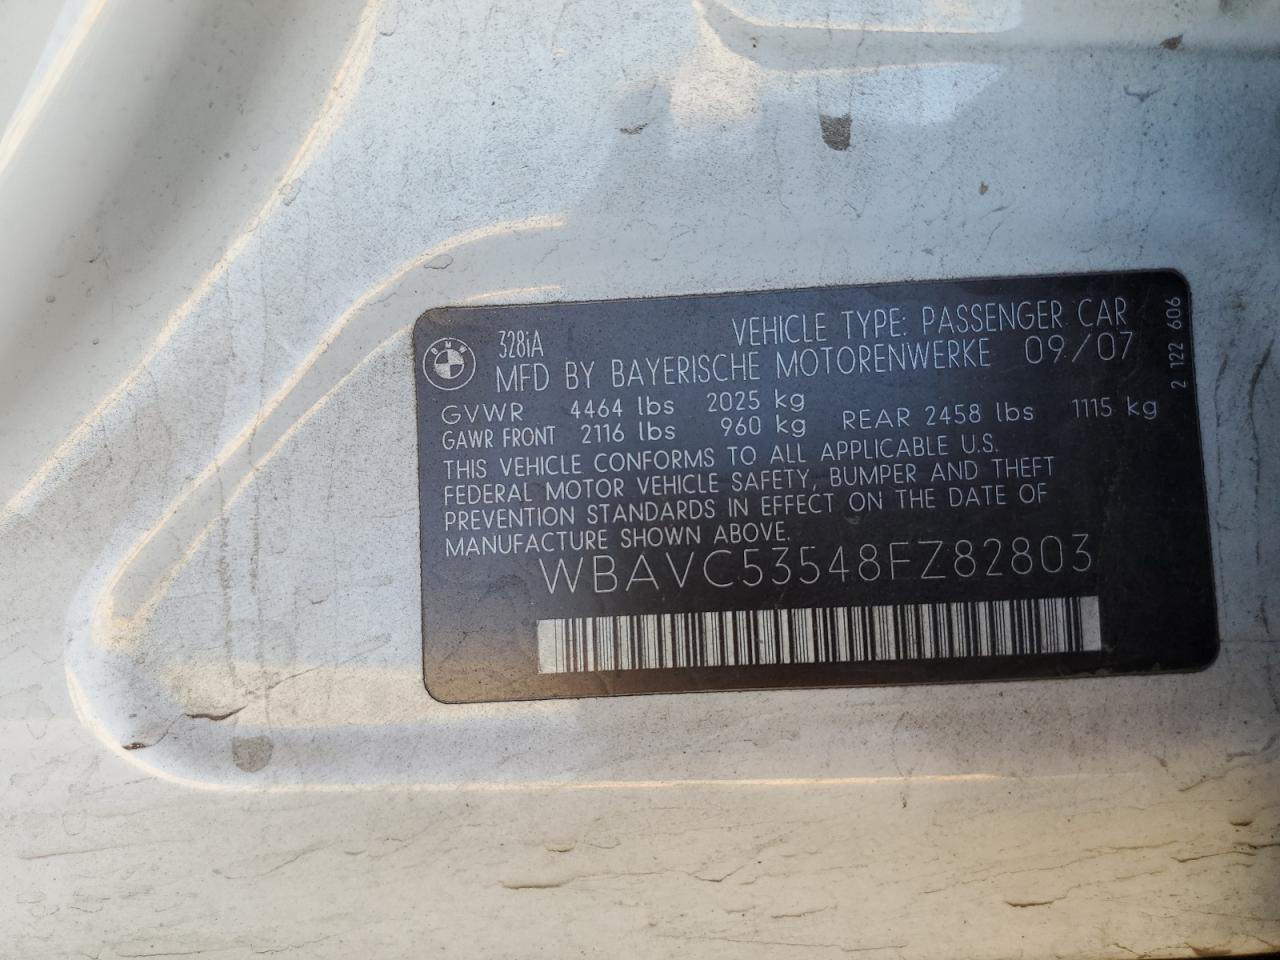 BMW
328iA
VEHICLE TYPE: PASSENGER CAR
MFD BY BAYERISCHE MOTORENWERKE 09/07
GVWR 4464 lbs 2025 kg
GAWR FRONT 2116 lbs 960 kg REAR 2458 lbs 1115 kg
THIS VEHICLE CONFORMS TO ALL APPLICABLE U.S.
FEDERAL MOTOR VEHICLE SAFETY, BUMPER AND THEFT
PREVENTION STANDARDS IN EFFECT ON THE DATE OF
MANUFACTURE SHOWN ABOVE.
WBAVC53548FZ82803
2 122 606